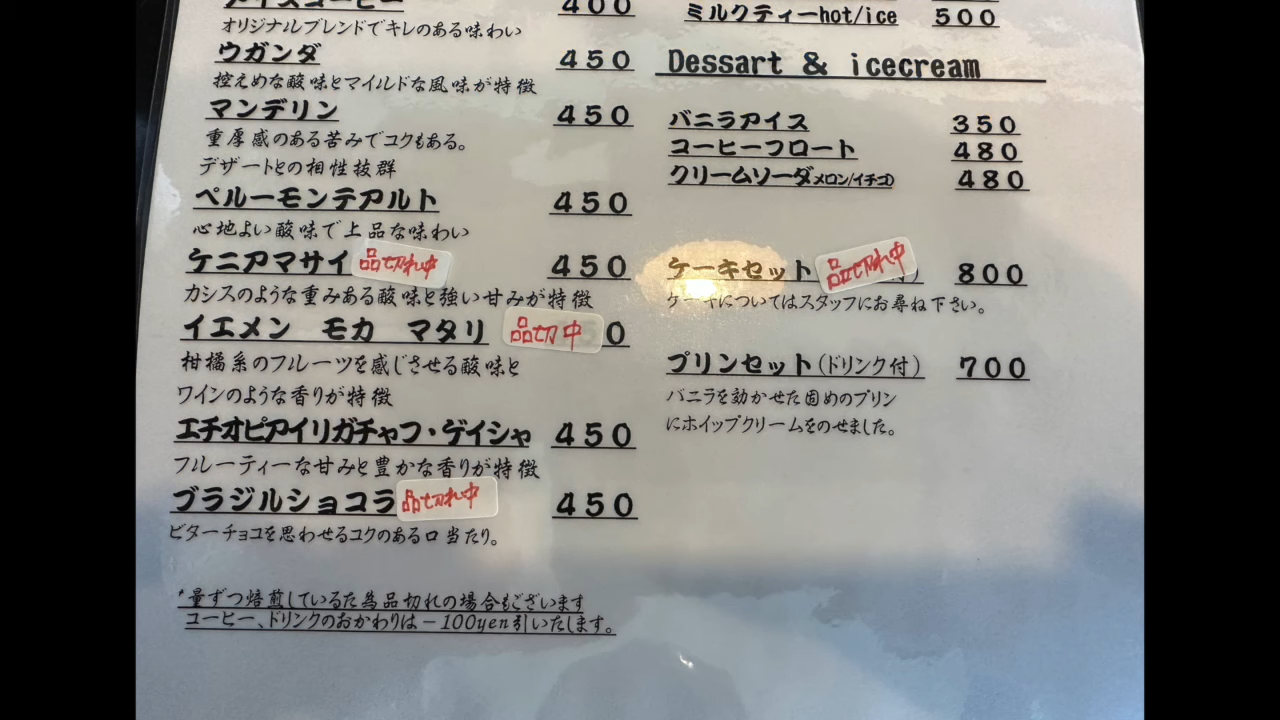 アイスコーヒー 400
オリジナルブレンドでキレのある味わい
ウガンダ 450
控えめな酸味とマイルドな風味が特徴
マンデリン 450
重厚感のある苦みでコクもある。
デザートとの相性抜群
ペルーモンテアルト 450
心地よい酸味で上品な味わい
ケニアマサイ 品切れ中 450
カシスのような重みある酸味と強い甘みが特徴
イエメン モカ マタリ 品切中 0
柑橘系のフルーツを感じさせる酸味と
ワインのような香りが特徴
エチオピアイリガチャフ・ゲイシャ 450
フルーティーな甘みと豊かな香りが特徴
ブラジルショコラ 品切れ中 450
ビターチョコを思わせるコクのある口当たり。
*量ずつ焙煎しているた為品切れの場合もございます
コーヒー、ドリンクのおかわりは－100yen引いたします。
ミルクティーhot/ice 500
Dessart & icecream
バニラアイス 350
コーヒーフロート 480
クリームソーダメロン/イチゴ) 480
ケーキセット 品切れ中 ) 800
ケーキについてはスタッフにお尋ね下さい。
プリンセット(ドリンク付) 700
バニラを効かせた固めのプリン
にホイップクリームをのせました。